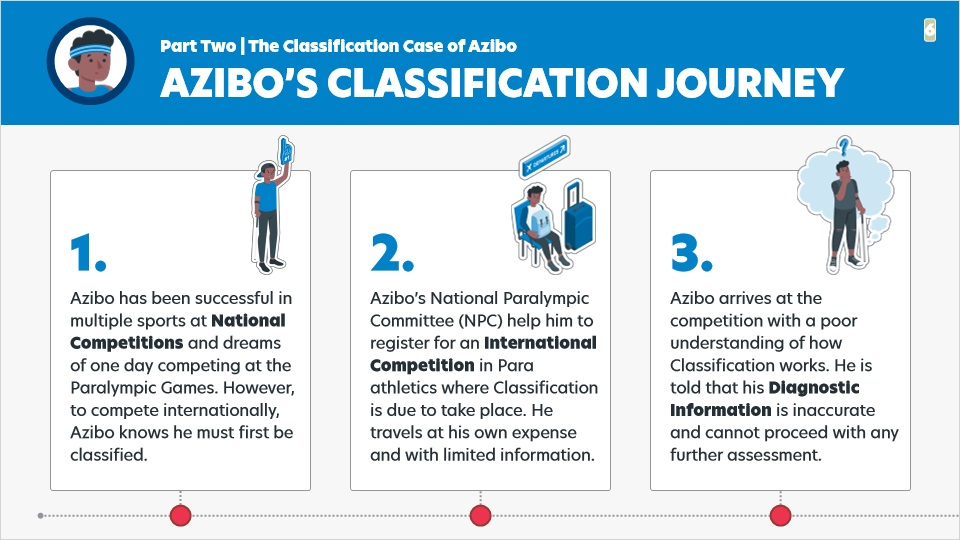 6
Part Two | The Classification Case of Azibo
AZIBO’S CLASSIFICATION JOURNEY
DEPARTURES
?
1.
Azibo has been successful in
multiple sports at National
Competitions and dreams
of one day competing at the
Paralympic Games. However,
to compete internationally,
Azibo knows he must first be
classified.
2.
Azibo’s National Paralympic
Committee (NPC) help him to
register for an International
Competition in Para
athletics where Classification
is due to take place. He
travels at his own expense
and with limited information.
3.
Azibo arrives at the
competition with a poor
understanding of how
Classification works. He is
told that his Diagnostic
Information is inaccurate
and cannot proceed with any
further assessment.